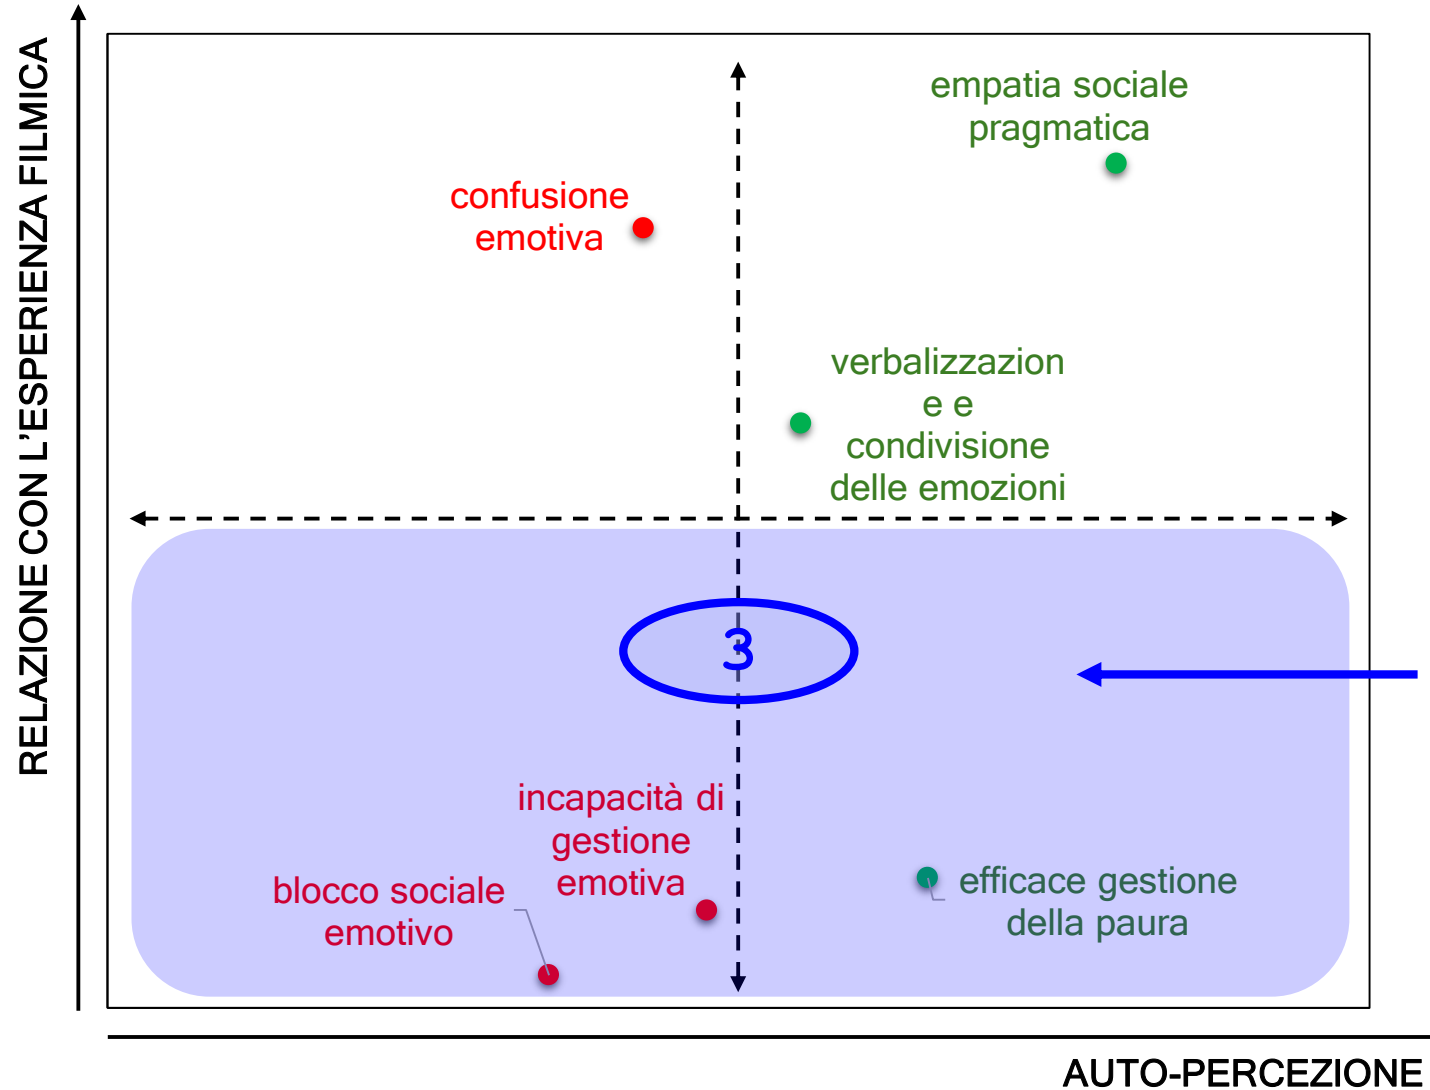 RELAZIONE CON L’ESPERIENZA FILMICA
empatia sociale
pragmatica
confusione
emotiva
verbalizzazion
e e
condivisione
delle emozioni
3
incapacità di
gestione
emotiva
blocco sociale
emotivo
efficace gestione
della paura
AUTO-PERCEZIONE